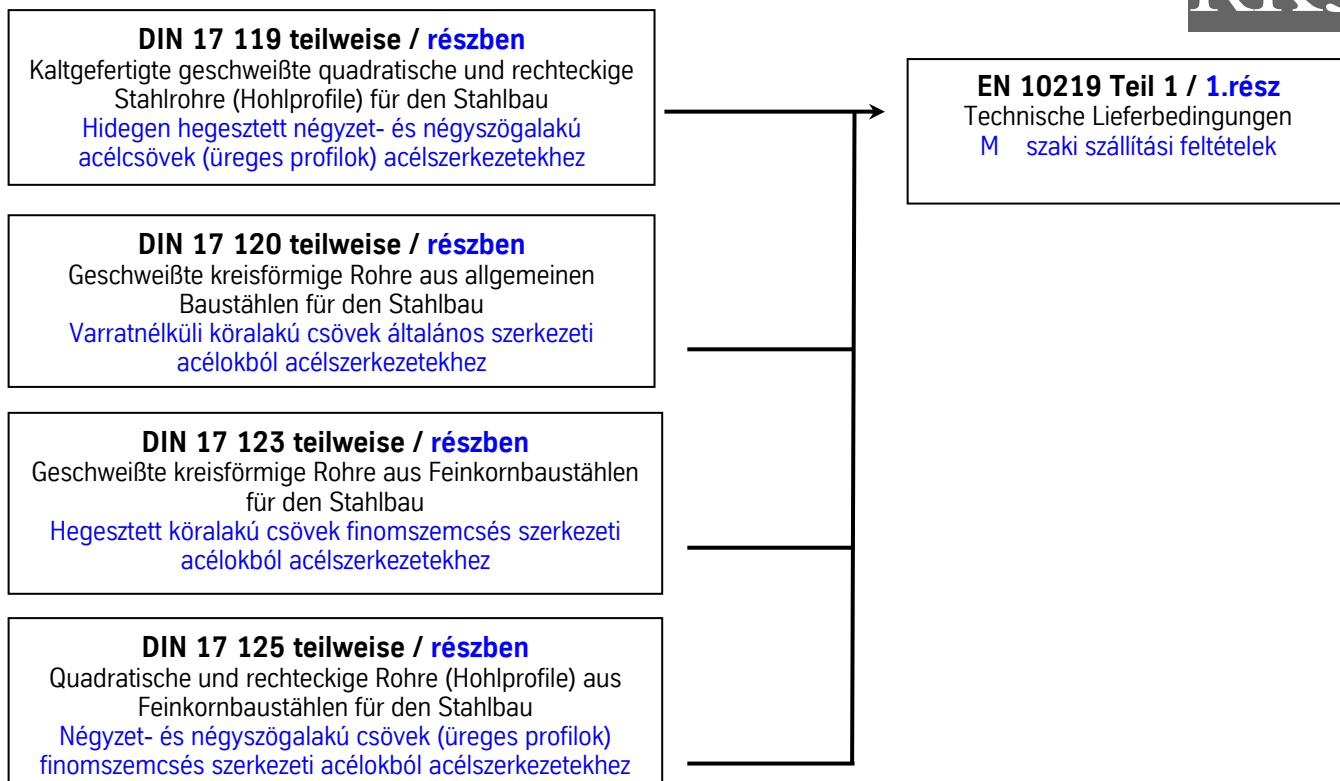 DIN 17 119 teilweise / részben
Kaltgefertigte geschweißte quadratische und rechteckige
Stahlrohre (Hohlprofile) für den Stahlbau
Hidegen hegesztett négyzet- és négyszögalakú
acélcsövek (üreges profilok) acélszerkezetekhez
EN 10219 Teil 1 / 1.rész
Technische Lieferbedingungen
M szaki szállítási feltételek
DIN 17 120 teilweise / részben
Geschweißte kreisförmige Rohre aus allgemeinen
Baustählen für den Stahlbau
Varratnélküli köralakú csövek általános szerkezeti
acélokból acélszerkezetekhez
DIN 17 123 teilweise / részben
Geschweißte kreisförmige Rohre aus Feinkornbaustählen
für den Stahlbau
Hegesztett köralakú csövek finomszemcsés szerkezeti
acélokból acélszerkezetekhez
DIN 17 125 teilweise / részben
Quadratische und rechteckige Rohre (Hohlprofile) aus
Feinkornbaustählen für den Stahlbau
Négyzet- és négyszögalakú csövek (üreges profilok)
finomszemcsés szerkezeti acélokból acélszerkezetekhez